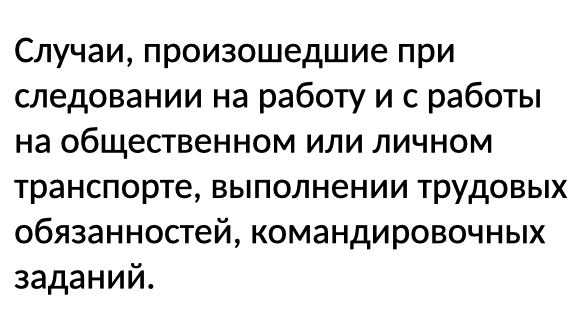 Случаи, произошедшие при
следовании на работу и с работы
на общественном или личном
транспорте, выполнении трудовых
обязанностей, командировочных
заданий.